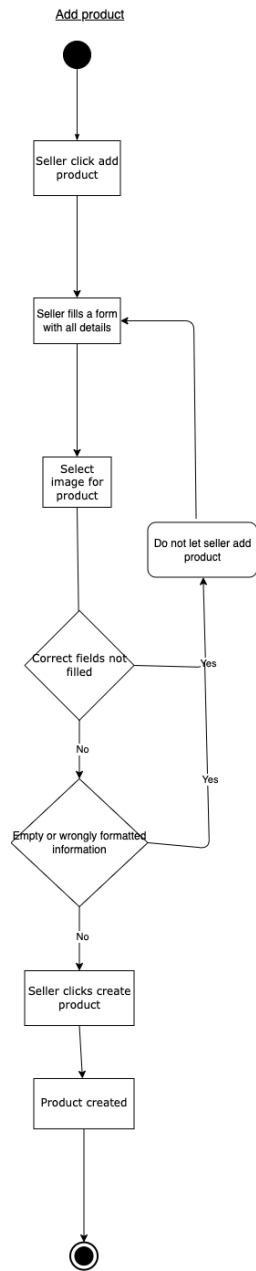 Add product
Seller click add
product
Seller fills a form
with all details
Select
image for
product
Do not let seller add
product
Correct fields not
filled
Yes
No
Yes
Empty or wrongly formatted
information
No
Seller clicks create
product
Product created